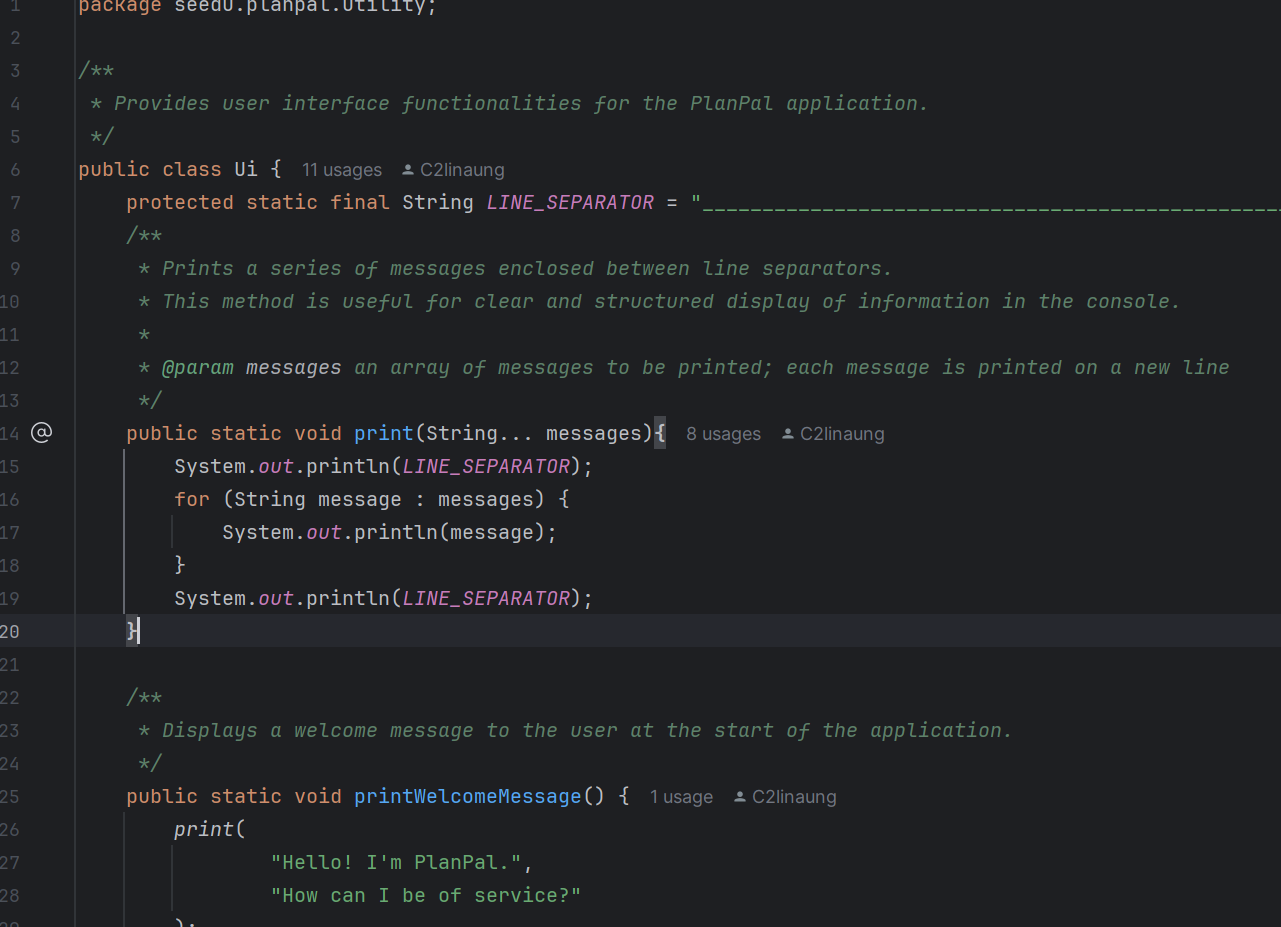 1 package seedu.planpal.utility;
2
3 /**
4 * Provides user interface functionalities for the PlanPal application.
5 */
6 public class Ui { 11 usages C2linaung
7 protected static final String LINE_SEPARATOR = "________________________________________________
8 /**
9 * Prints a series of messages enclosed between line separators.
10 * This method is useful for clear and structured display of information in the console.
11 *
12 * @param messages an array of messages to be printed; each message is printed on a new line
13 */
14 @ public static void print(String... messages){ 8 usages C2linaung
15 System.out.println(LINE_SEPARATOR);
16 for (String message : messages) {
17 System.out.println(message);
18 }
19 System.out.println(LINE_SEPARATOR);
20 }
21
22 /**
23 * Displays a welcome message to the user at the start of the application.
24 */
25 public static void printWelcomeMessage() { 1 usage C2linaung
26 print(
27 "Hello! I'm PlanPal.",
28 "How can I be of service?"
29 );